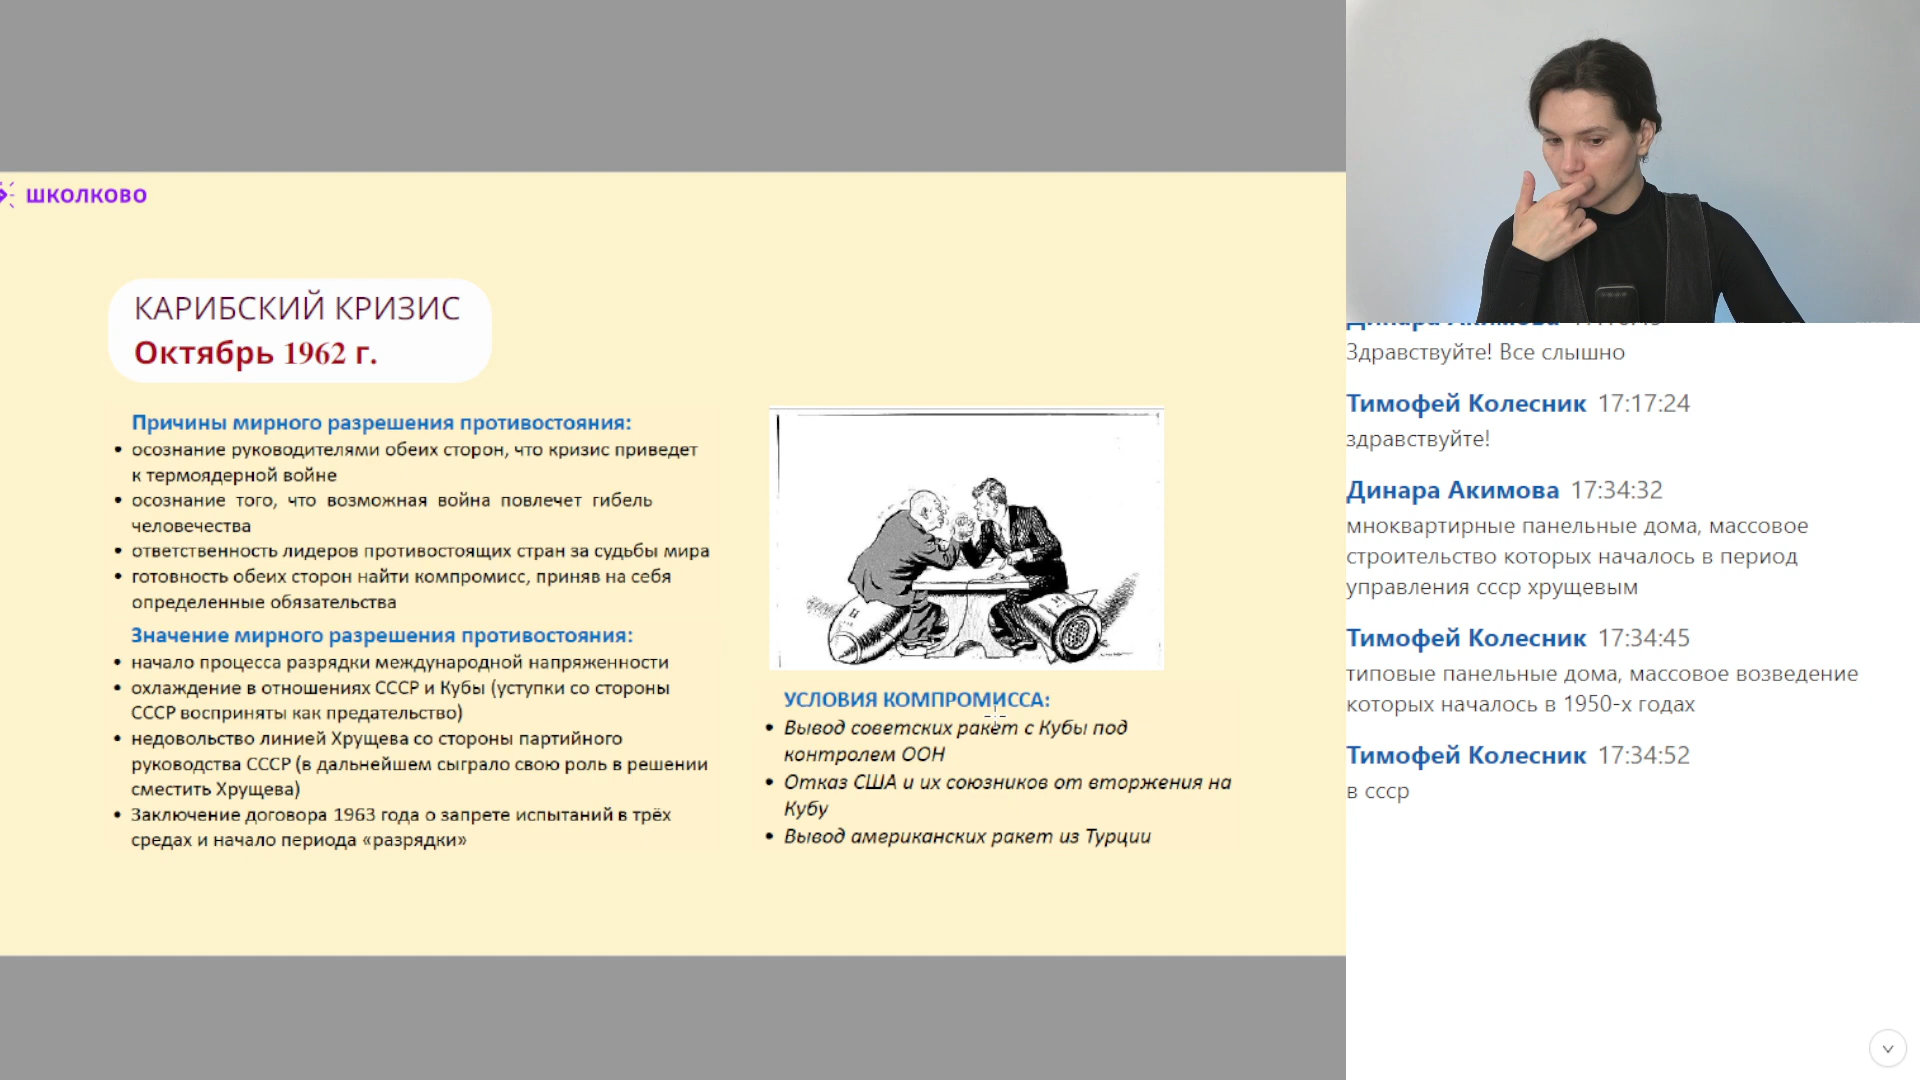 ШКОЛКОВО
КАРИБСКИЙ КРИЗИС
Октябрь 1962 г.
Причины мирного разрешения противостояния:
• осознание руководителями обеих сторон, что кризис приведет
к термоядерной войне
• осознание того, что возможная война повлечет гибель
человечества
• ответственность лидеров противостоящих стран за судьбы мира
• готовность обеих сторон найти компромисс, приняв на себя
определенные обязательства
Значение мирного разрешения противостояния:
• начало процесса разрядки международной напряженности
• охлаждение в отношениях СССР и Кубы (уступки со стороны
СССР восприняты как предательство)
• недовольство линией Хрущева со стороны партийного
руководства СССР (в дальнейшем сыграло свою роль в решении
сместить Хрущева)
• Заключение договора 1963 года о запрете испытаний в трёх
средах и начало периода «разрядки»
УСЛОВИЯ КОМПРОМИССА:
• Вывод советских ракет с Кубы под
контролем ООН
• Отказ США и их союзников от вторжения на
Кубу
• Вывод американских ракет из Турции
Динара Акимова
Здравствуйте! Все слышно
Тимофей Колесник 17:17:24
здравствуйте!
Динара Акимова 17:34:32
мноквартирные панельные дома, массовое
строительство которых началось в период
управления ссср хрущевым
Тимофей Колесник 17:34:45
типовые панельные дома, массовое возведение
которых началось в 1950-х годах
Тимофей Колесник 17:34:52
в ссср